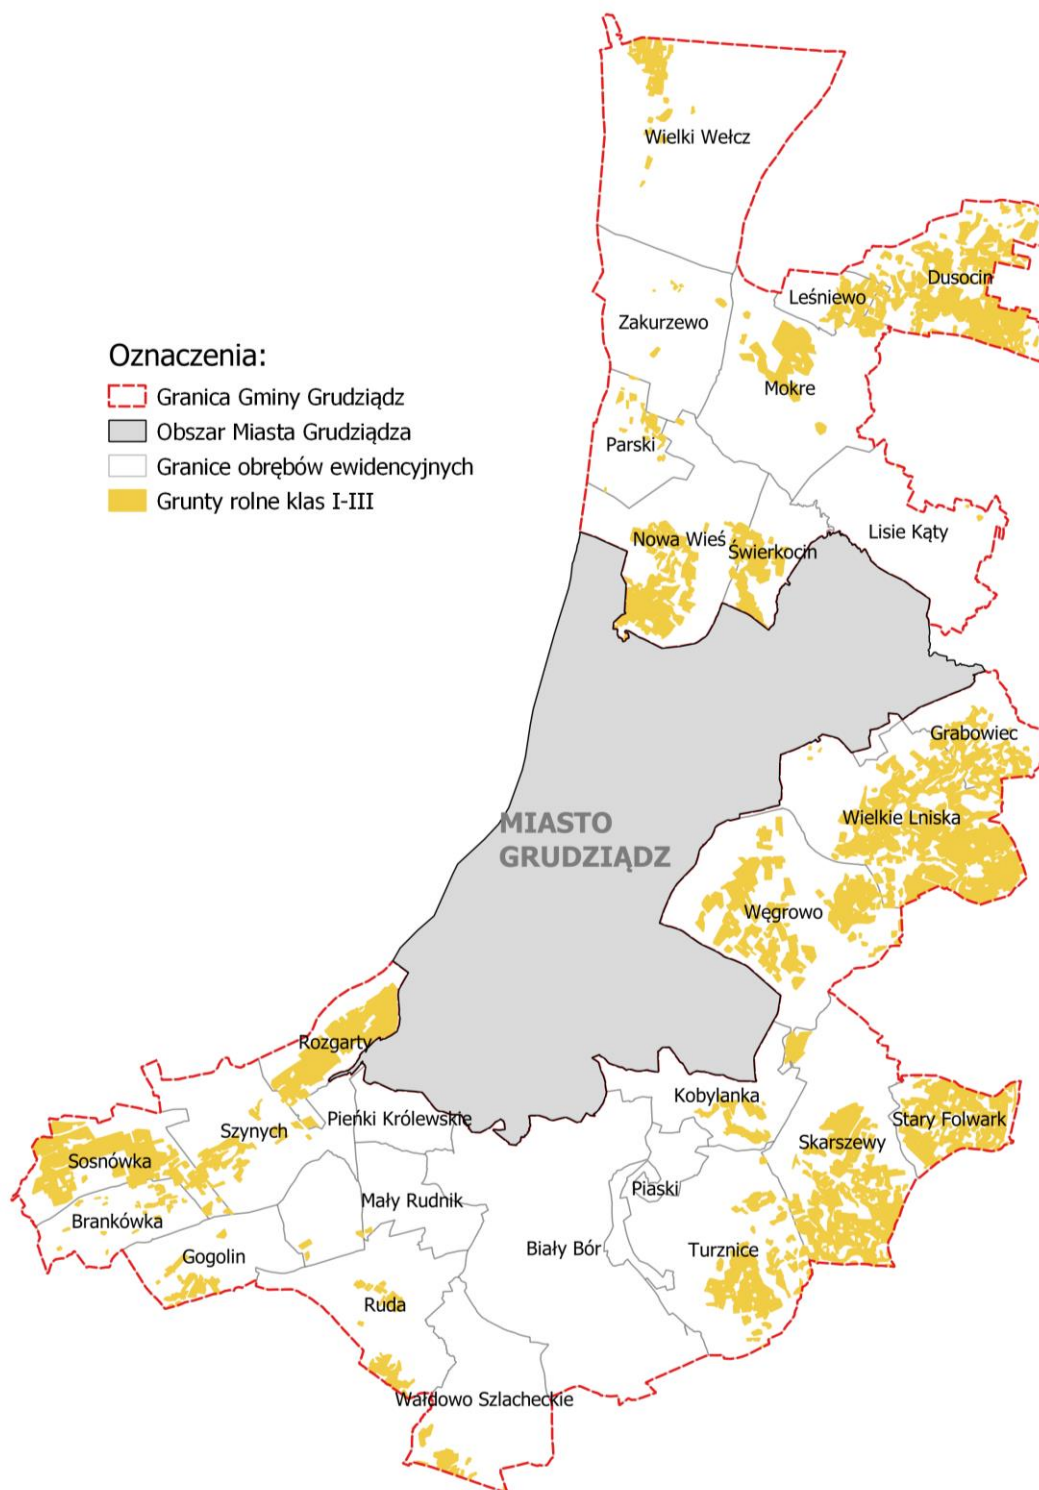 Wielki Wełcz
Dusocin
Leśniewo
Zakurzewo
Oznaczenia:
Granica Gminy Grudziądz
Obszar Miasta Grudziądza
Granice obrębów ewidencyjnych
Grunty rolne klas I-III
Mokre
Parski
Lisie Kąty
Nowa Wieś
Świerkocin
Grabowiec
MIASTO
GRUDZIĄDZ
Wielkie Lniska
Węgrowo
Rozgarty
Kobylanka
Pieńki Królewskie
Stary Folwark
Szynych
Skarszewy
Sosnówka
Piaski
Mały Rudnik
Brankówka
Biały Bór
Turznice
Gogolin
Ruda
Wałdowo Szlacheckie